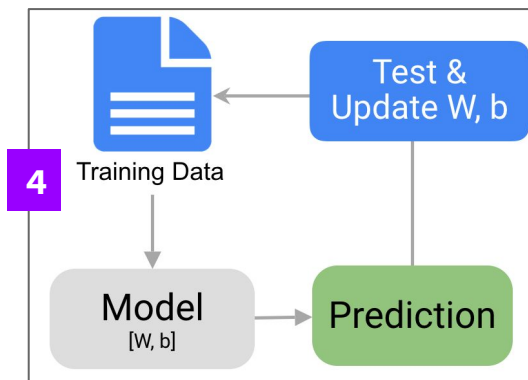 Test &
Update W, b
Training Data
4
Model
[W, b]
Prediction